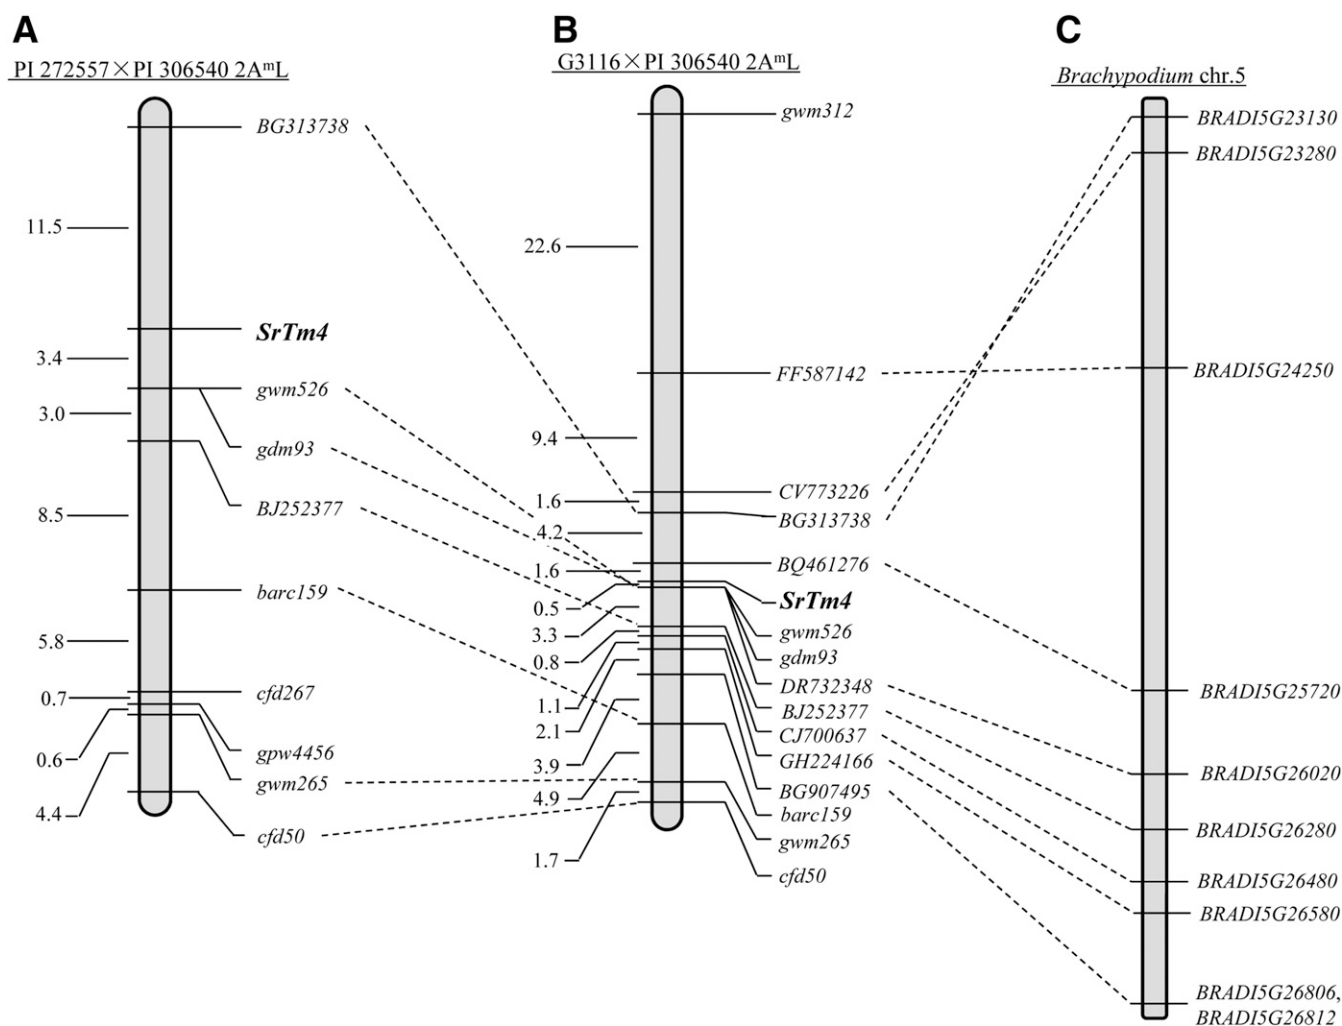 A
PI 272557×PI 306540 2AᵐL
BG313738
11.5
SrTm4
3.4
gwm526
3.0
gdm93
BJ252377
8.5
barc159
5.8
cfd267
0.7
gpw4456
0.6
gwm265
4.4
cfd50
B
G3116×PI 306540 2AᵐL
gwm312
22.6
FF587142
9.4
CV773226
1.6
BG313738
4.2
BQ461276
1.6
SrTm4
0.5
gwm526
3.3
gdm93
0.8
DR732348
1.1
BJ252377
2.1
CJ700637
GH224166
3.9
BG907495
4.9
barc159
gwm265
1.7
cfd50
C
Brachypodium chr.5
BRADI5G23130
BRADI5G23280
BRADI5G24250
BRADI5G25720
BRADI5G26020
BRADI5G26280
BRADI5G26480
BRADI5G26580
BRADI5G26806,
BRADI5G26812